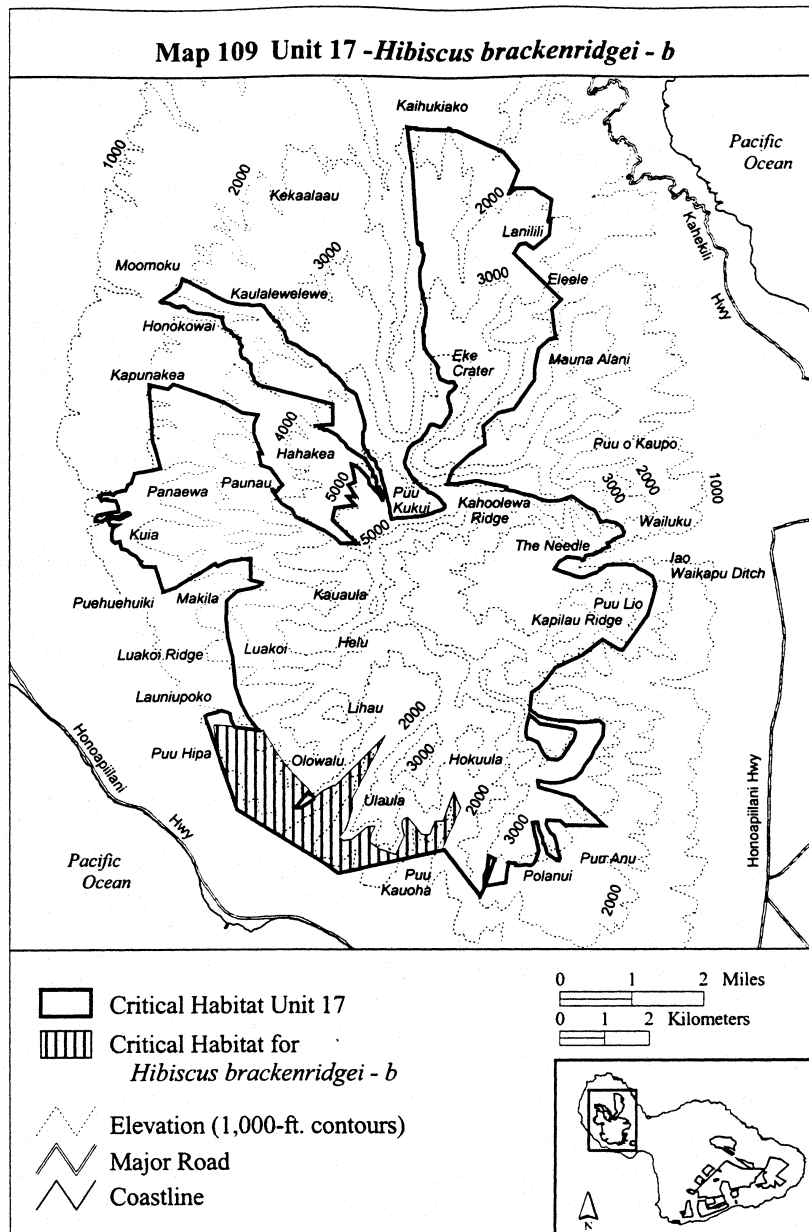 Map 109 Unit 17 -Hibiscus brackenridgei - b
Kaihukiako
Pacific
Ocean
1000
2000
Kekaalaau
2000
Kahekili
Hwy
Lanilili
3000
3000
Moomoku
Kaulalewelewe
Eleele
Honokowai
Eke
Crater
Mauna Alani
Kapunakea
4000
Puu o Kaupo
Hahakea
3000
2000
1000
Panaewa
Paunau
5000
Puu
Kukui
Kahoolewa
Ridge
Wailuku
5000
Kuia
The Needle
Iao
Waikapu Ditch
Puehuehuiki
Makila
Kauaula
Puu Lio
Kapilau Ridge
Luakoi Ridge
Luakoi
Helu
Launiupoko
Lihau
2000
Honoapiilani
Hwy
Puu Hipa
Olowalu
3000
Hokuula
Ulaula
2000
Honoapiilani Hwy
3000
Pacific
Ocean
Puu
Kauoha
Polanui
Puu Anu
2000
Critical Habitat Unit 17
Critical Habitat for
Hibiscus brackenridgei - b
Elevation (1,000-ft. contours)
Major Road
Coastline
0 1 2 Miles
0 1 2 Kilometers
N